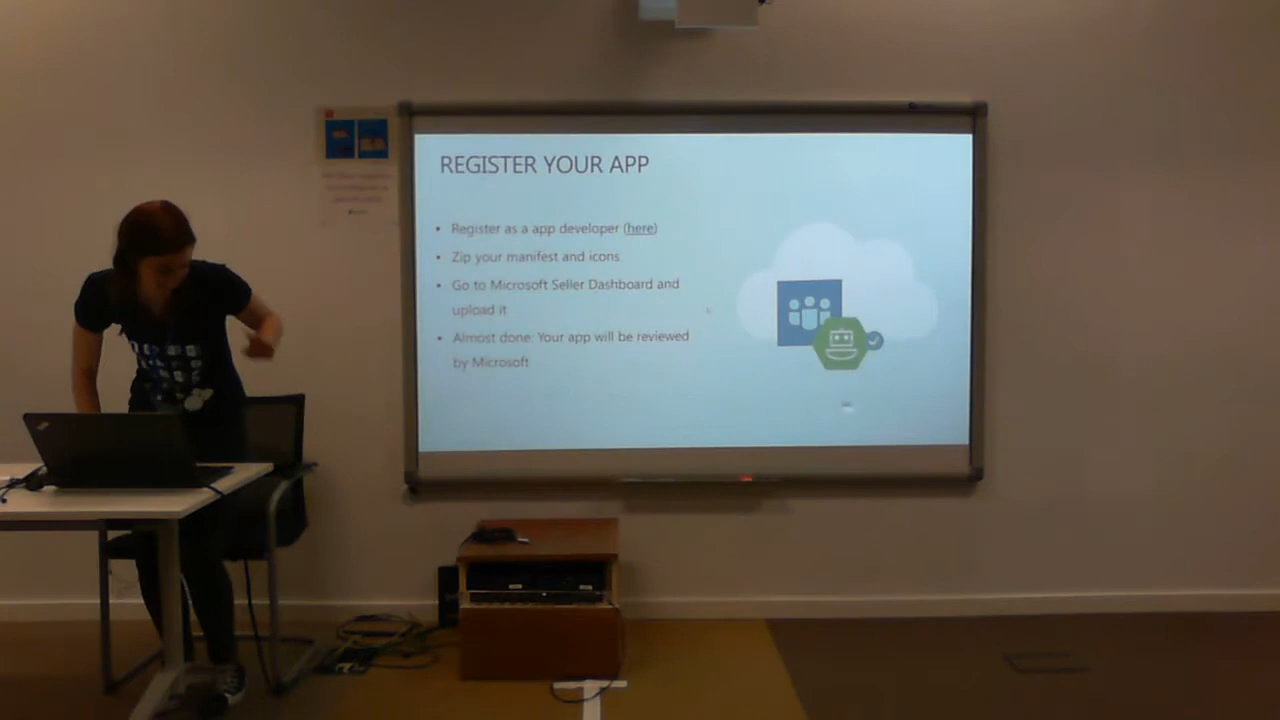 REGISTER YOUR APP
• Register as a app developer (here)
• Zip your manifest and icons
• Go to Microsoft Seller Dashboard and
upload it
• Almost done: Your app will be reviewed
by Microsoft